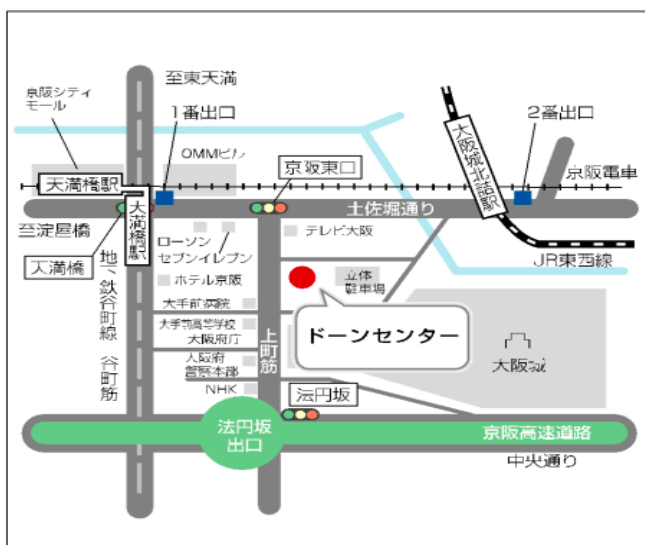 至東天満
京阪シティ
モール
1番出口
2番出口
OMMビル
京阪東口
大阪城北詰駅
京阪電車
天満橋駅
天満橋駅
土佐堀通り
至淀屋橋
天満橋
ローソン
セブンイレブン
テレビ大阪
JR東西線
地下鉄谷町線
谷町筋
ホテル京阪
立体
駐車場
大手前病院
ドーンセンター
大手前高等学校
大阪府庁
上町筋
大阪府
警察本部
大阪城
NHK
法円坂
法円坂
出口
京阪高速道路
中央通り